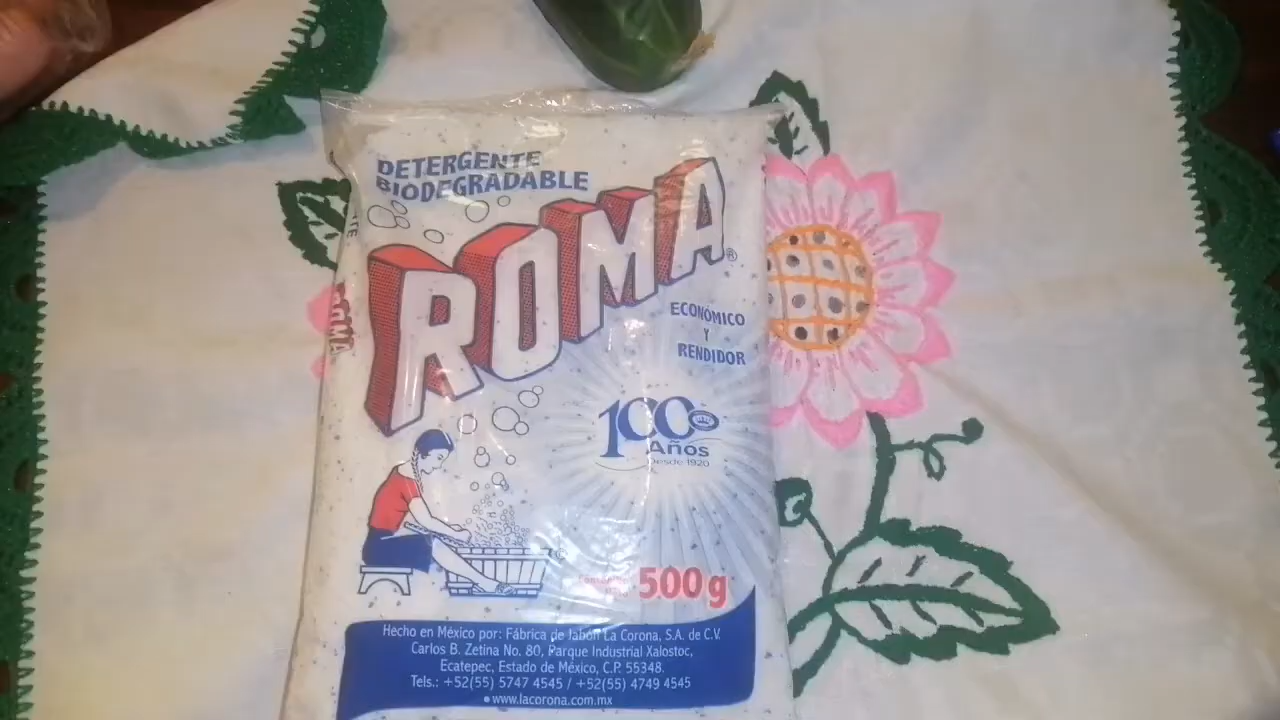 DETERGENTE
BIODEGRADABLE
ROMA®
ROMA
ECONÓMICO
Y
RENDIDOR
100
Años
Desde 1920
500g
Hecho en México por: Fábrica de Jabón La Corona, S.A. de C.V.
Carlos B. Zetina No. 80, Parque Industrial Xalostoc,
Ecatepec, Estado de México, C.P. 55348.
Tels.: +52(55) 5747 4545 / +52(55) 4749 4545
• www.lacorona.com.mx